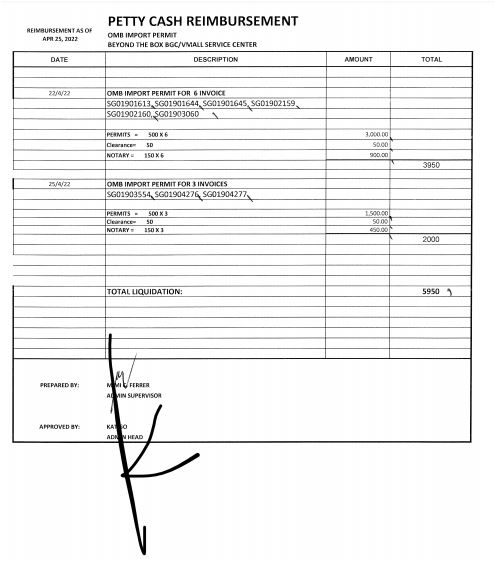 PETTY CASH REIMBURSEMENT
REIMBURSEMENT AS OF
APR 25, 2022
OMB IMPORT PERMIT
BEYOND THE BOX BGC/VMALL SERVICE CENTER
DATE DESCRIPTION AMOUNT TOTAL
22/4/22 OMB IMPORT PERMIT FOR 6 INVOICE
SG01901613, SG01901644, SG01901645, SG01902159,
SG01902160, SG01903060
PERMITS = 500 X 6 3,000.00
Clearance= 50 50.00
NOTARY = 150 X 6 900.00
3950
25/4/22 OMB IMPORT PERMIT FOR 3 INVOICES
SG01903554, SG01904276, SG01904277,
PERMITS = 500 X 3 1,500.00
Clearance= 50 50.00
NOTARY = 150 X 3 450.00
2000
TOTAL LIQUIDATION: 5950
PREPARED BY: FERRER
ADMIN SUPERVISOR
APPROVED BY:
ADMIN HEAD